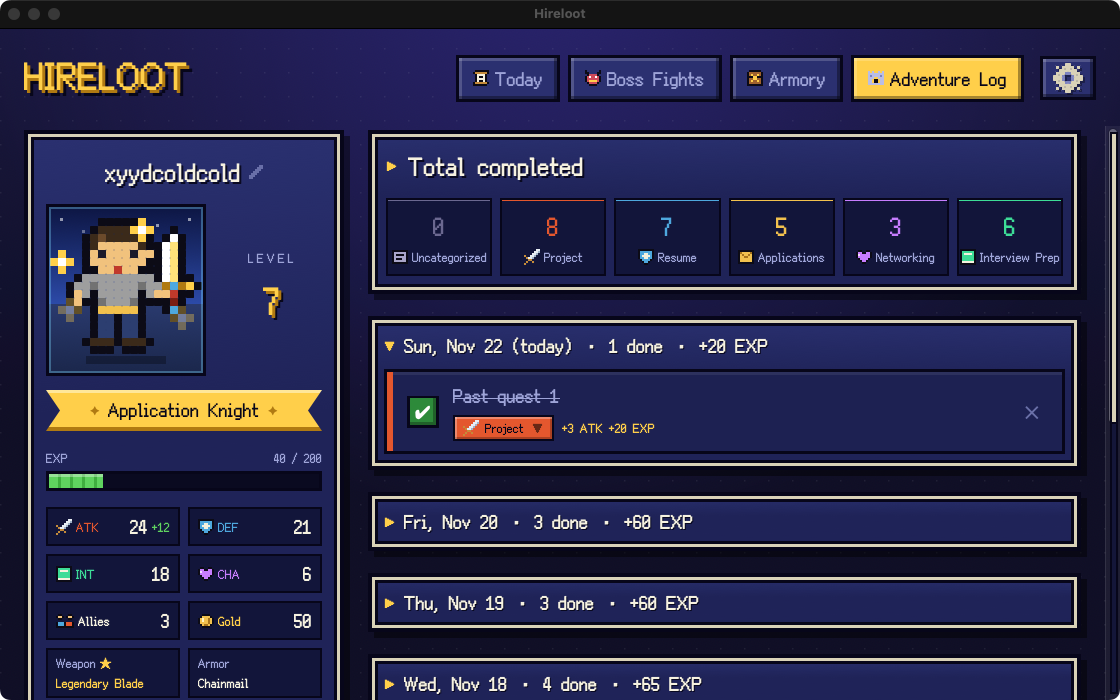 Hireloot
HIRELOOT
Today
Boss Fights
Armory
Adventure Log
xyydcoldcold
LEVEL
7
Application Knight
EXP 40 / 200
ATK 24 +12
DEF 21
INT 18
CHA 6
Allies 3
Gold 50
Weapon
Legendary Blade
Armor
Chainmail
Total completed
0
Uncategorized
8
Project
7
Resume
5
Applications
3
Networking
6
Interview Prep
Sun, Nov 22 (today) · 1 done · +20 EXP
Past quest 1
Project ▼ +3 ATK +20 EXP
Fri, Nov 20 · 3 done · +60 EXP
Thu, Nov 19 · 3 done · +60 EXP
Wed, Nov 18 · 4 done · +65 EXP